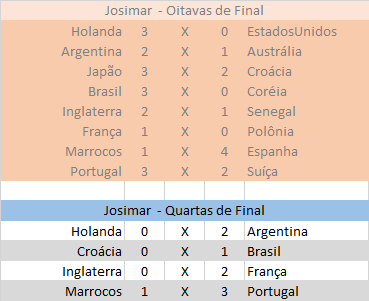 Josimar - Oitavas de Final
Holanda 3 X 0 EstadosUnidos
Argentina 2 X 1 Austrália
Japão 3 X 2 Croácia
Brasil 3 X 0 Coréia
Inglaterra 2 X 1 Senegal
França 1 X 0 Polônia
Marrocos 1 X 4 Espanha
Portugal 3 X 2 Suíça
Josimar - Quartas de Final
Holanda 0 X 2 Argentina
Croácia 0 X 1 Brasil
Inglaterra 0 X 2 França
Marrocos 1 X 3 Portugal